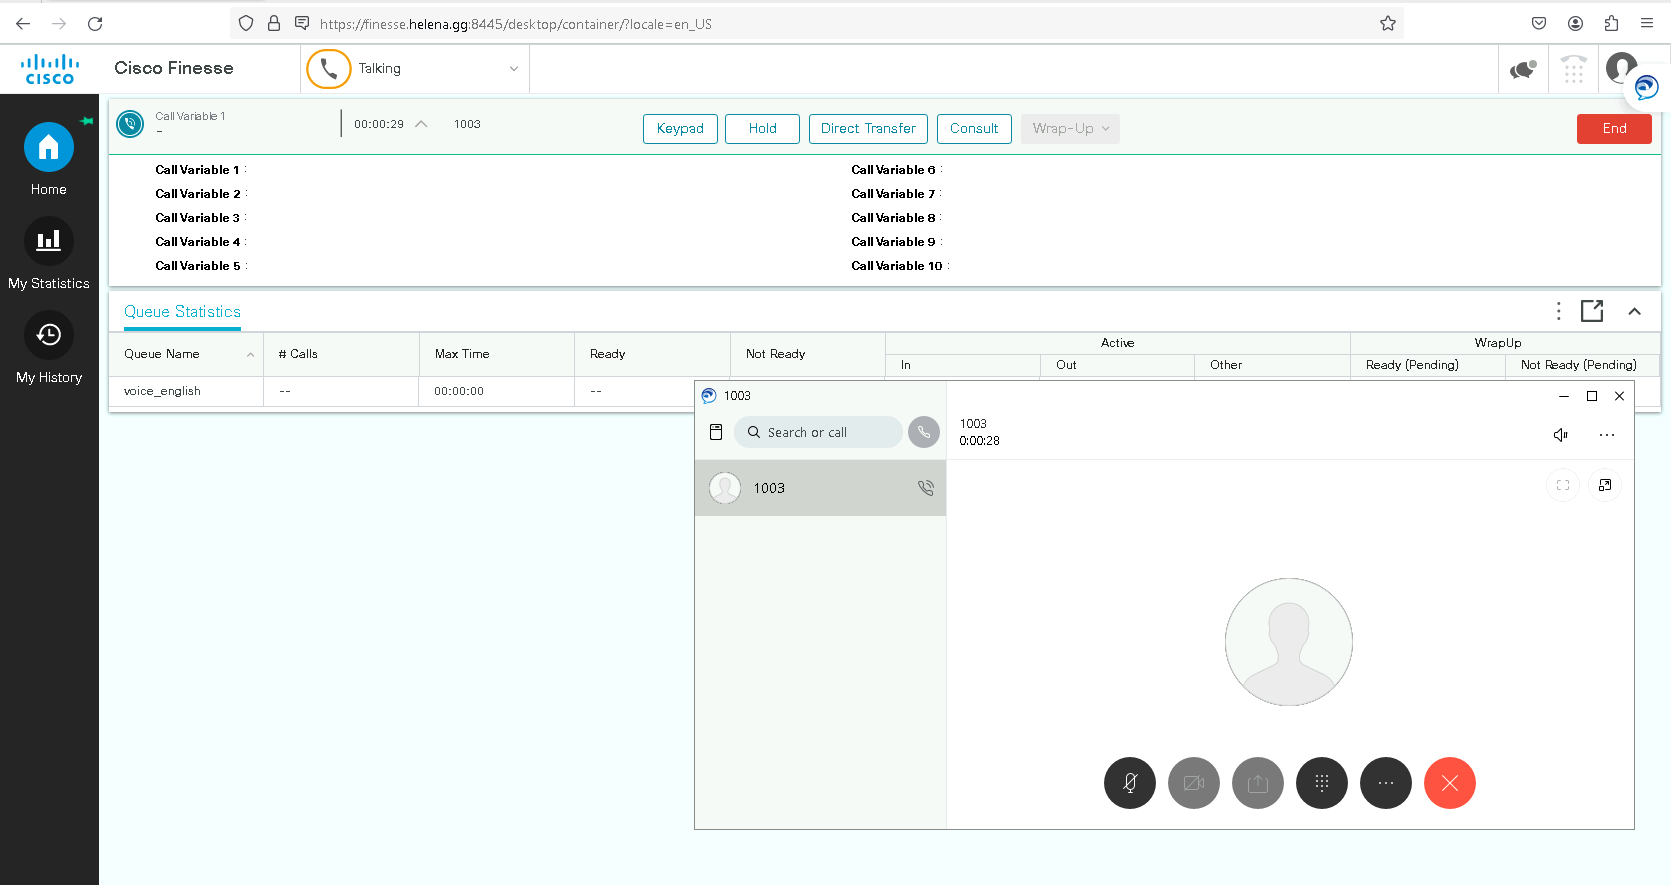 https://finesse.helena.gg:8445/desktop/container/?locale=en_US
CISCO
Cisco Finesse
Talking
Call Variable 1
-
00:00:29
1003
Keypad
Hold
Direct Transfer
Consult
Wrap-Up
End
Home
My Statistics
My History
Call Variable 1 :
Call Variable 2 :
Call Variable 3 :
Call Variable 4 :
Call Variable 5 :
Call Variable 6 :
Call Variable 7 :
Call Variable 8 :
Call Variable 9 :
Call Variable 10 :
Queue Statistics
Queue Name
# Calls
Max Time
Ready
Not Ready
Active
In
Out
Other
WrapUp
Ready (Pending)
Not Ready (Pending)
voice_english
--
00:00:00
--
1003
Search or call
1003
1003
0:00:28